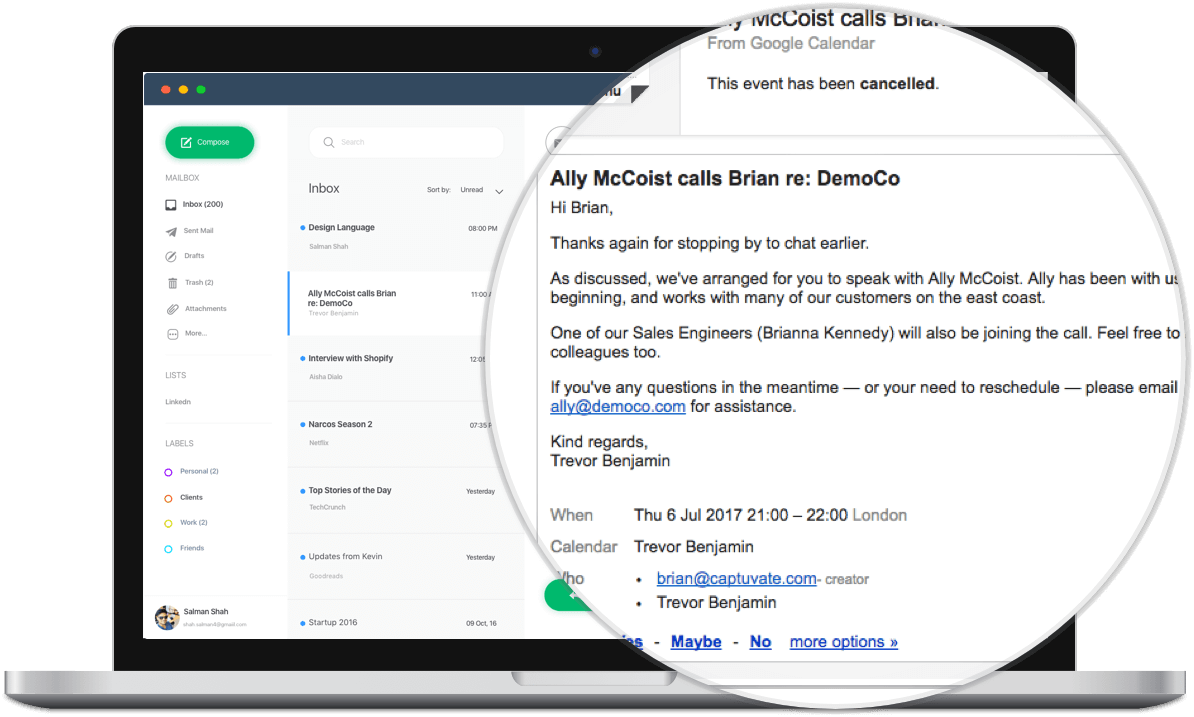 Compose
MAILBOX
Inbox (200)
Sent Mail
Drafts
Trash (2)
Attachments
More...
LISTS
Linkedn
LABELS
Personal (2)
Clients
Work (2)
Friends
Salman Shah
shah.salman4@gmail.com
Search
Inbox
Sort by: Unread
Design Language 08:00 PM
Salman Shah
Ally McCoist calls Brian 11:00
re: DemoCo
Trevor Benjamin
Interview with Shopify 12:05
Aisha Dialo
Narcos Season 2 07:35
Netflix
Top Stories of the Day Yesterday
TechCrunch
Updates from Kevin Yesterday
Goodreads
Startup 2016 09 Oct, 16
McCoist calls
From Google Calendar
This event has been cancelled.
Ally McCoist calls Brian re: DemoCo
Hi Brian,
Thanks again for stopping by to chat earlier.
As discussed, we've arranged for you to speak with Ally McCoist. Ally has been with us
beginning, and works with many of our customers on the east coast.
One of our Sales Engineers (Brianna Kennedy) will also be joining the call. Feel free to
colleagues too.
If you've any questions in the meantime — or your need to reschedule — please email
ally@democo.com for assistance.
Kind regards,
Trevor Benjamin
When Thu 6 Jul 2017 21:00 – 22:00 London
Calendar Trevor Benjamin
Who • brian@captuvate.com- creator
• Trevor Benjamin
- Maybe - No more options »